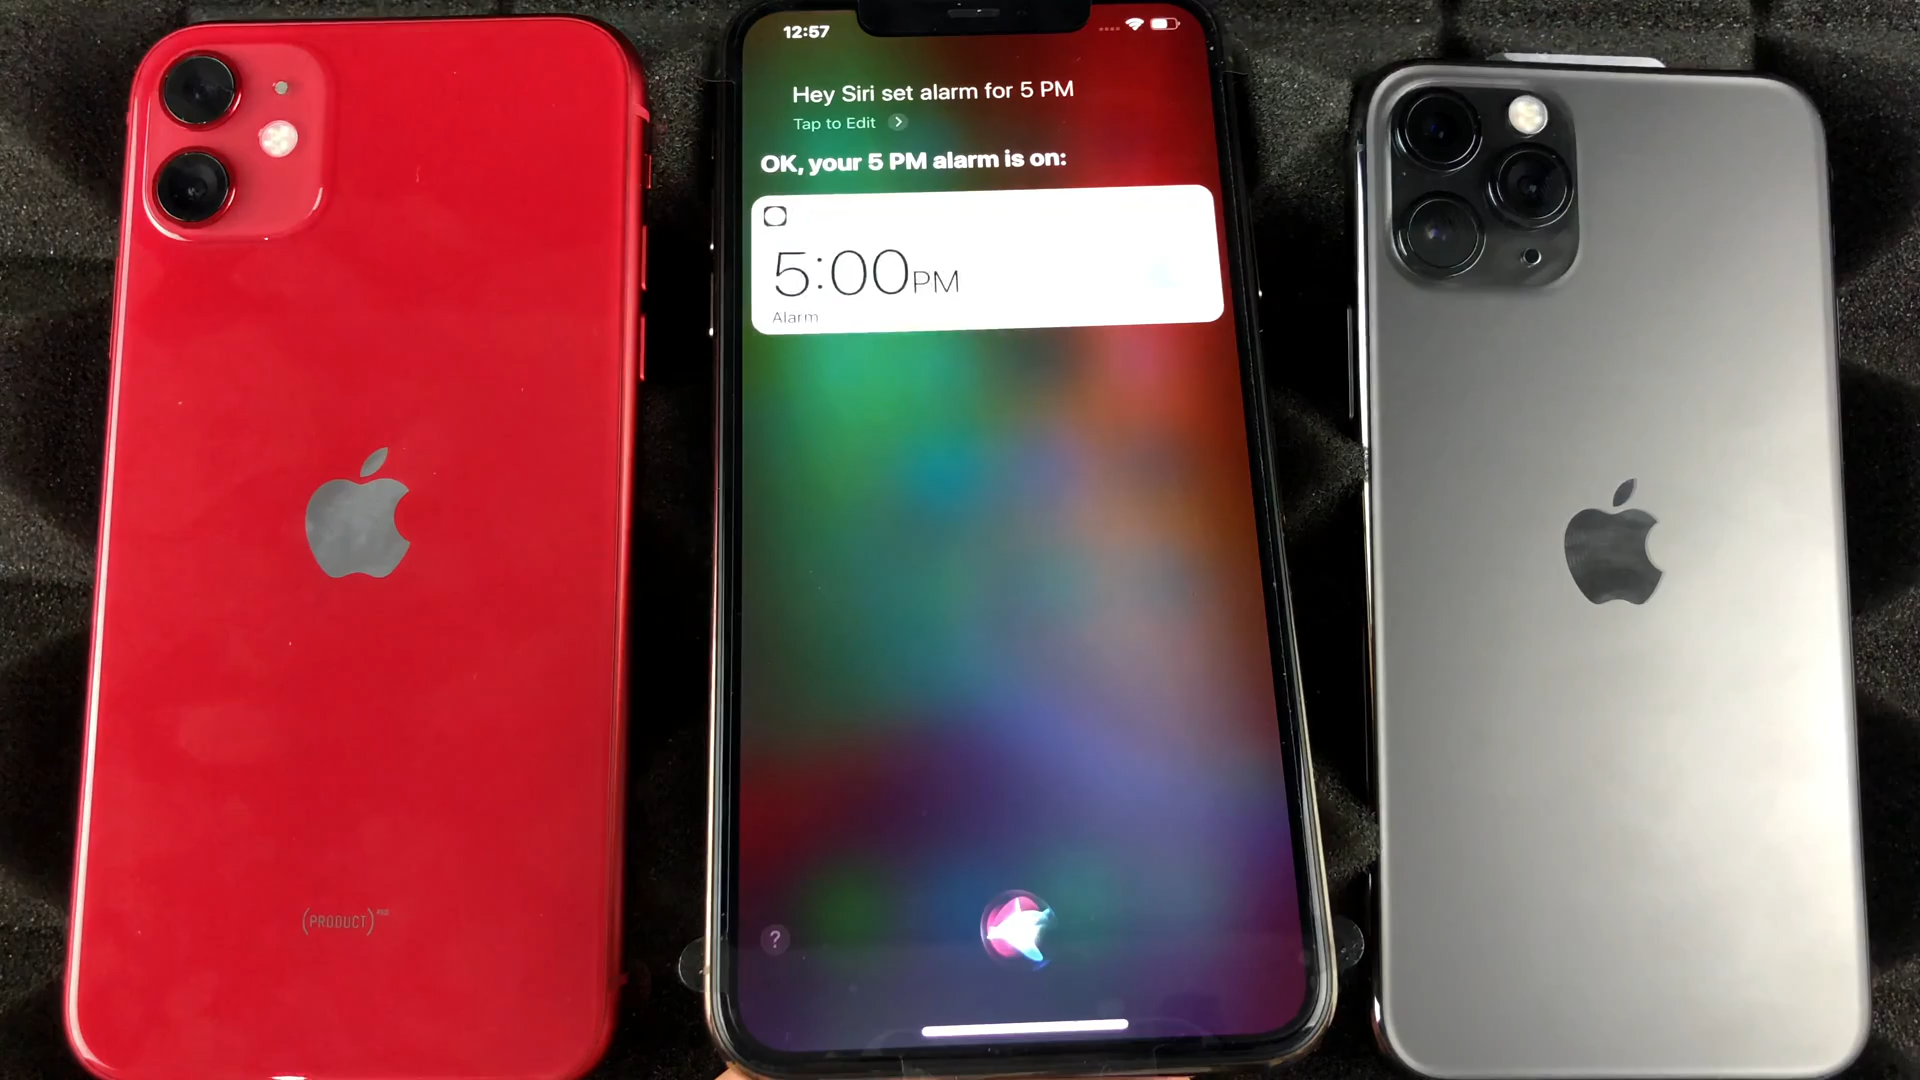 12:57
Hey Siri set alarm for 5 PM
Tap to Edit
OK, your 5 PM alarm is on:
5:00PM
Alarm
?
(PRODUCT)RED